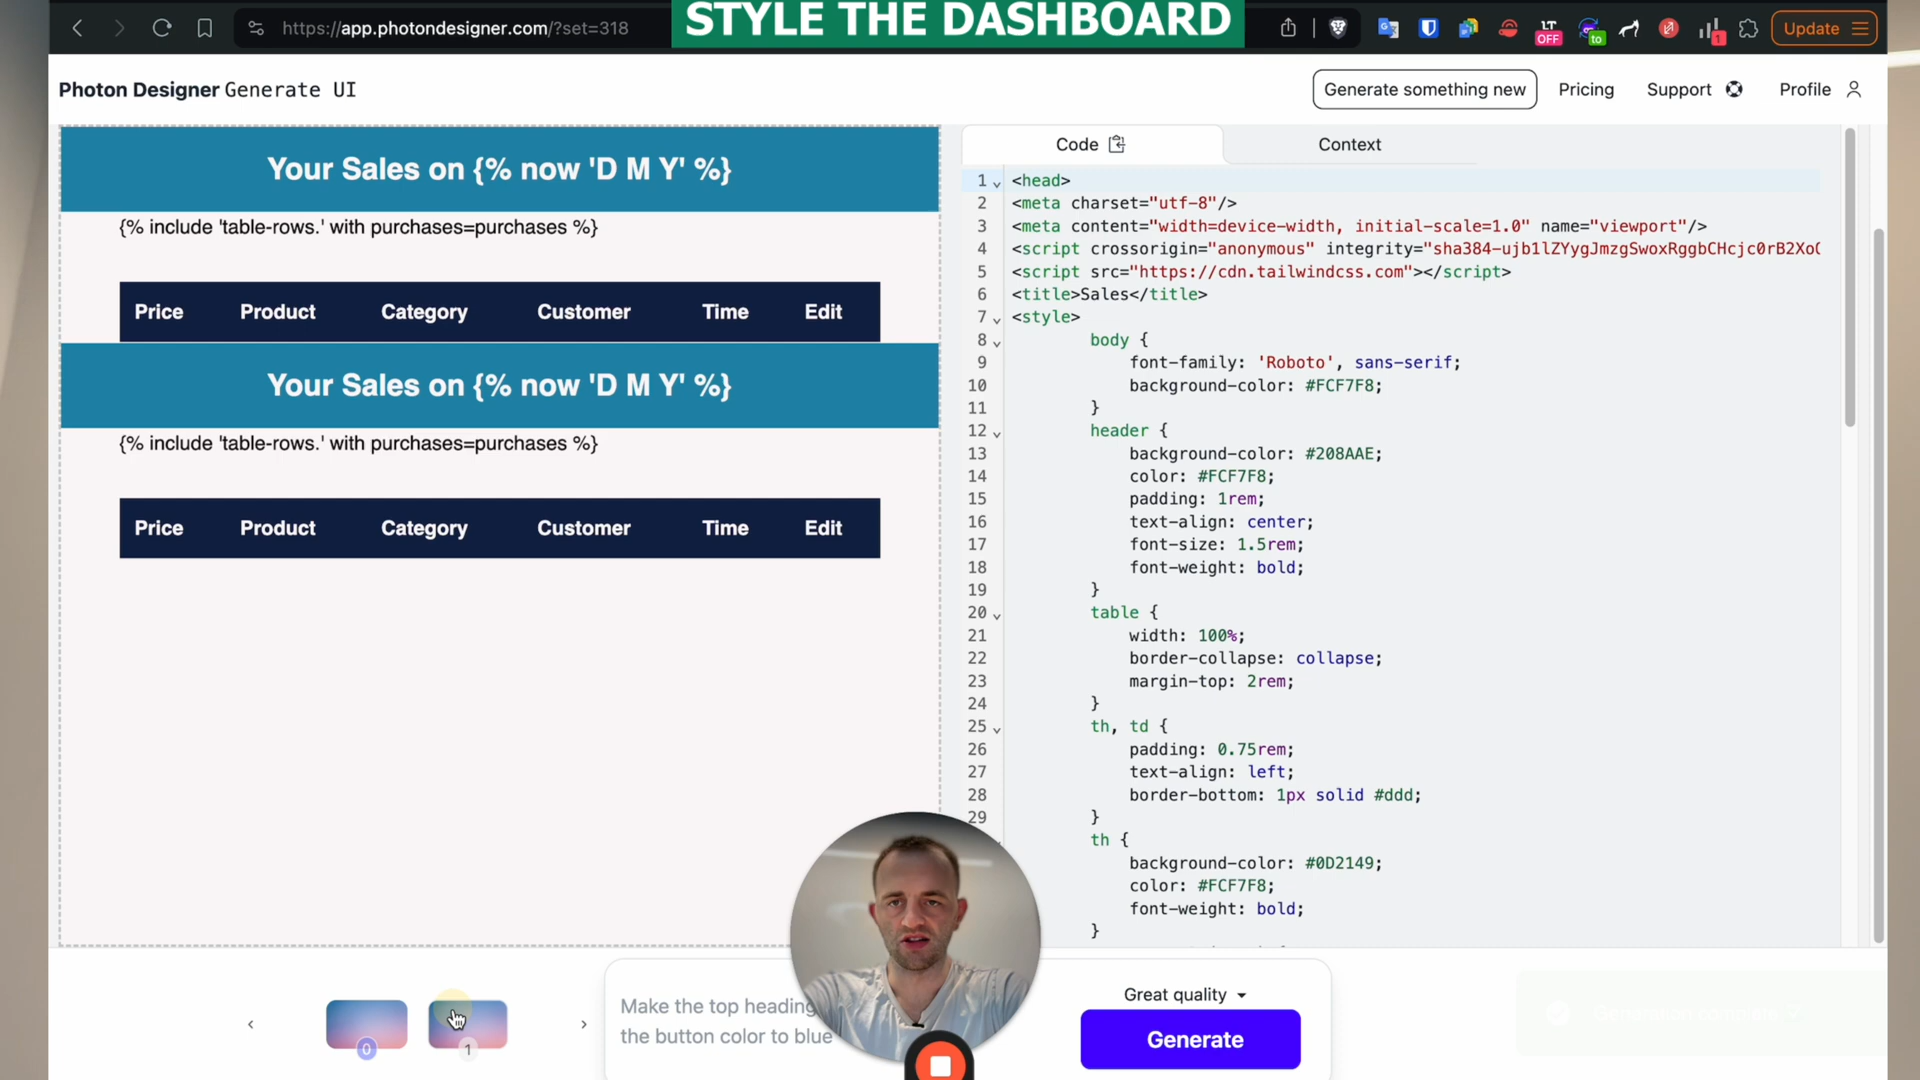 STYLE THE DASHBOARD
https://app.photondesigner.com/?set=318
OFF
to
1
Update
Photon Designer Generate UI
Generate something new
Pricing
Support
Profile
Your Sales on {% now 'D M Y' %}
{% include 'table-rows.' with purchases=purchases %}
Price Product Category Customer Time Edit
Your Sales on {% now 'D M Y' %}
{% include 'table-rows.' with purchases=purchases %}
Price Product Category Customer Time Edit
Code
Context
1 <head>
2 <meta charset="utf-8"/>
3 <meta content="width=device-width, initial-scale=1.0" name="viewport"/>
4 <script crossorigin="anonymous" integrity="sha384-ujb1lZYygJmzgSwoxRggbCHcjc0rB2XoQ
5 <script src="https://cdn.tailwindcss.com"></script>
6 <title>Sales</title>
7 <style>
8 body {
9 font-family: 'Roboto', sans-serif;
10 background-color: #FCF7F8;
11 }
12 header {
13 background-color: #208AAE;
14 color: #FCF7F8;
15 padding: 1rem;
16 text-align: center;
17 font-size: 1.5rem;
18 font-weight: bold;
19 }
20 table {
21 width: 100%;
22 border-collapse: collapse;
23 margin-top: 2rem;
24 }
25 th, td {
26 padding: 0.75rem;
27 text-align: left;
28 border-bottom: 1px solid #ddd;
29 }
th {
background-color: #0D2149;
color: #FCF7F8;
font-weight: bold;
}
0
1
Make the top heading
the button color to blue
Great quality
Generate